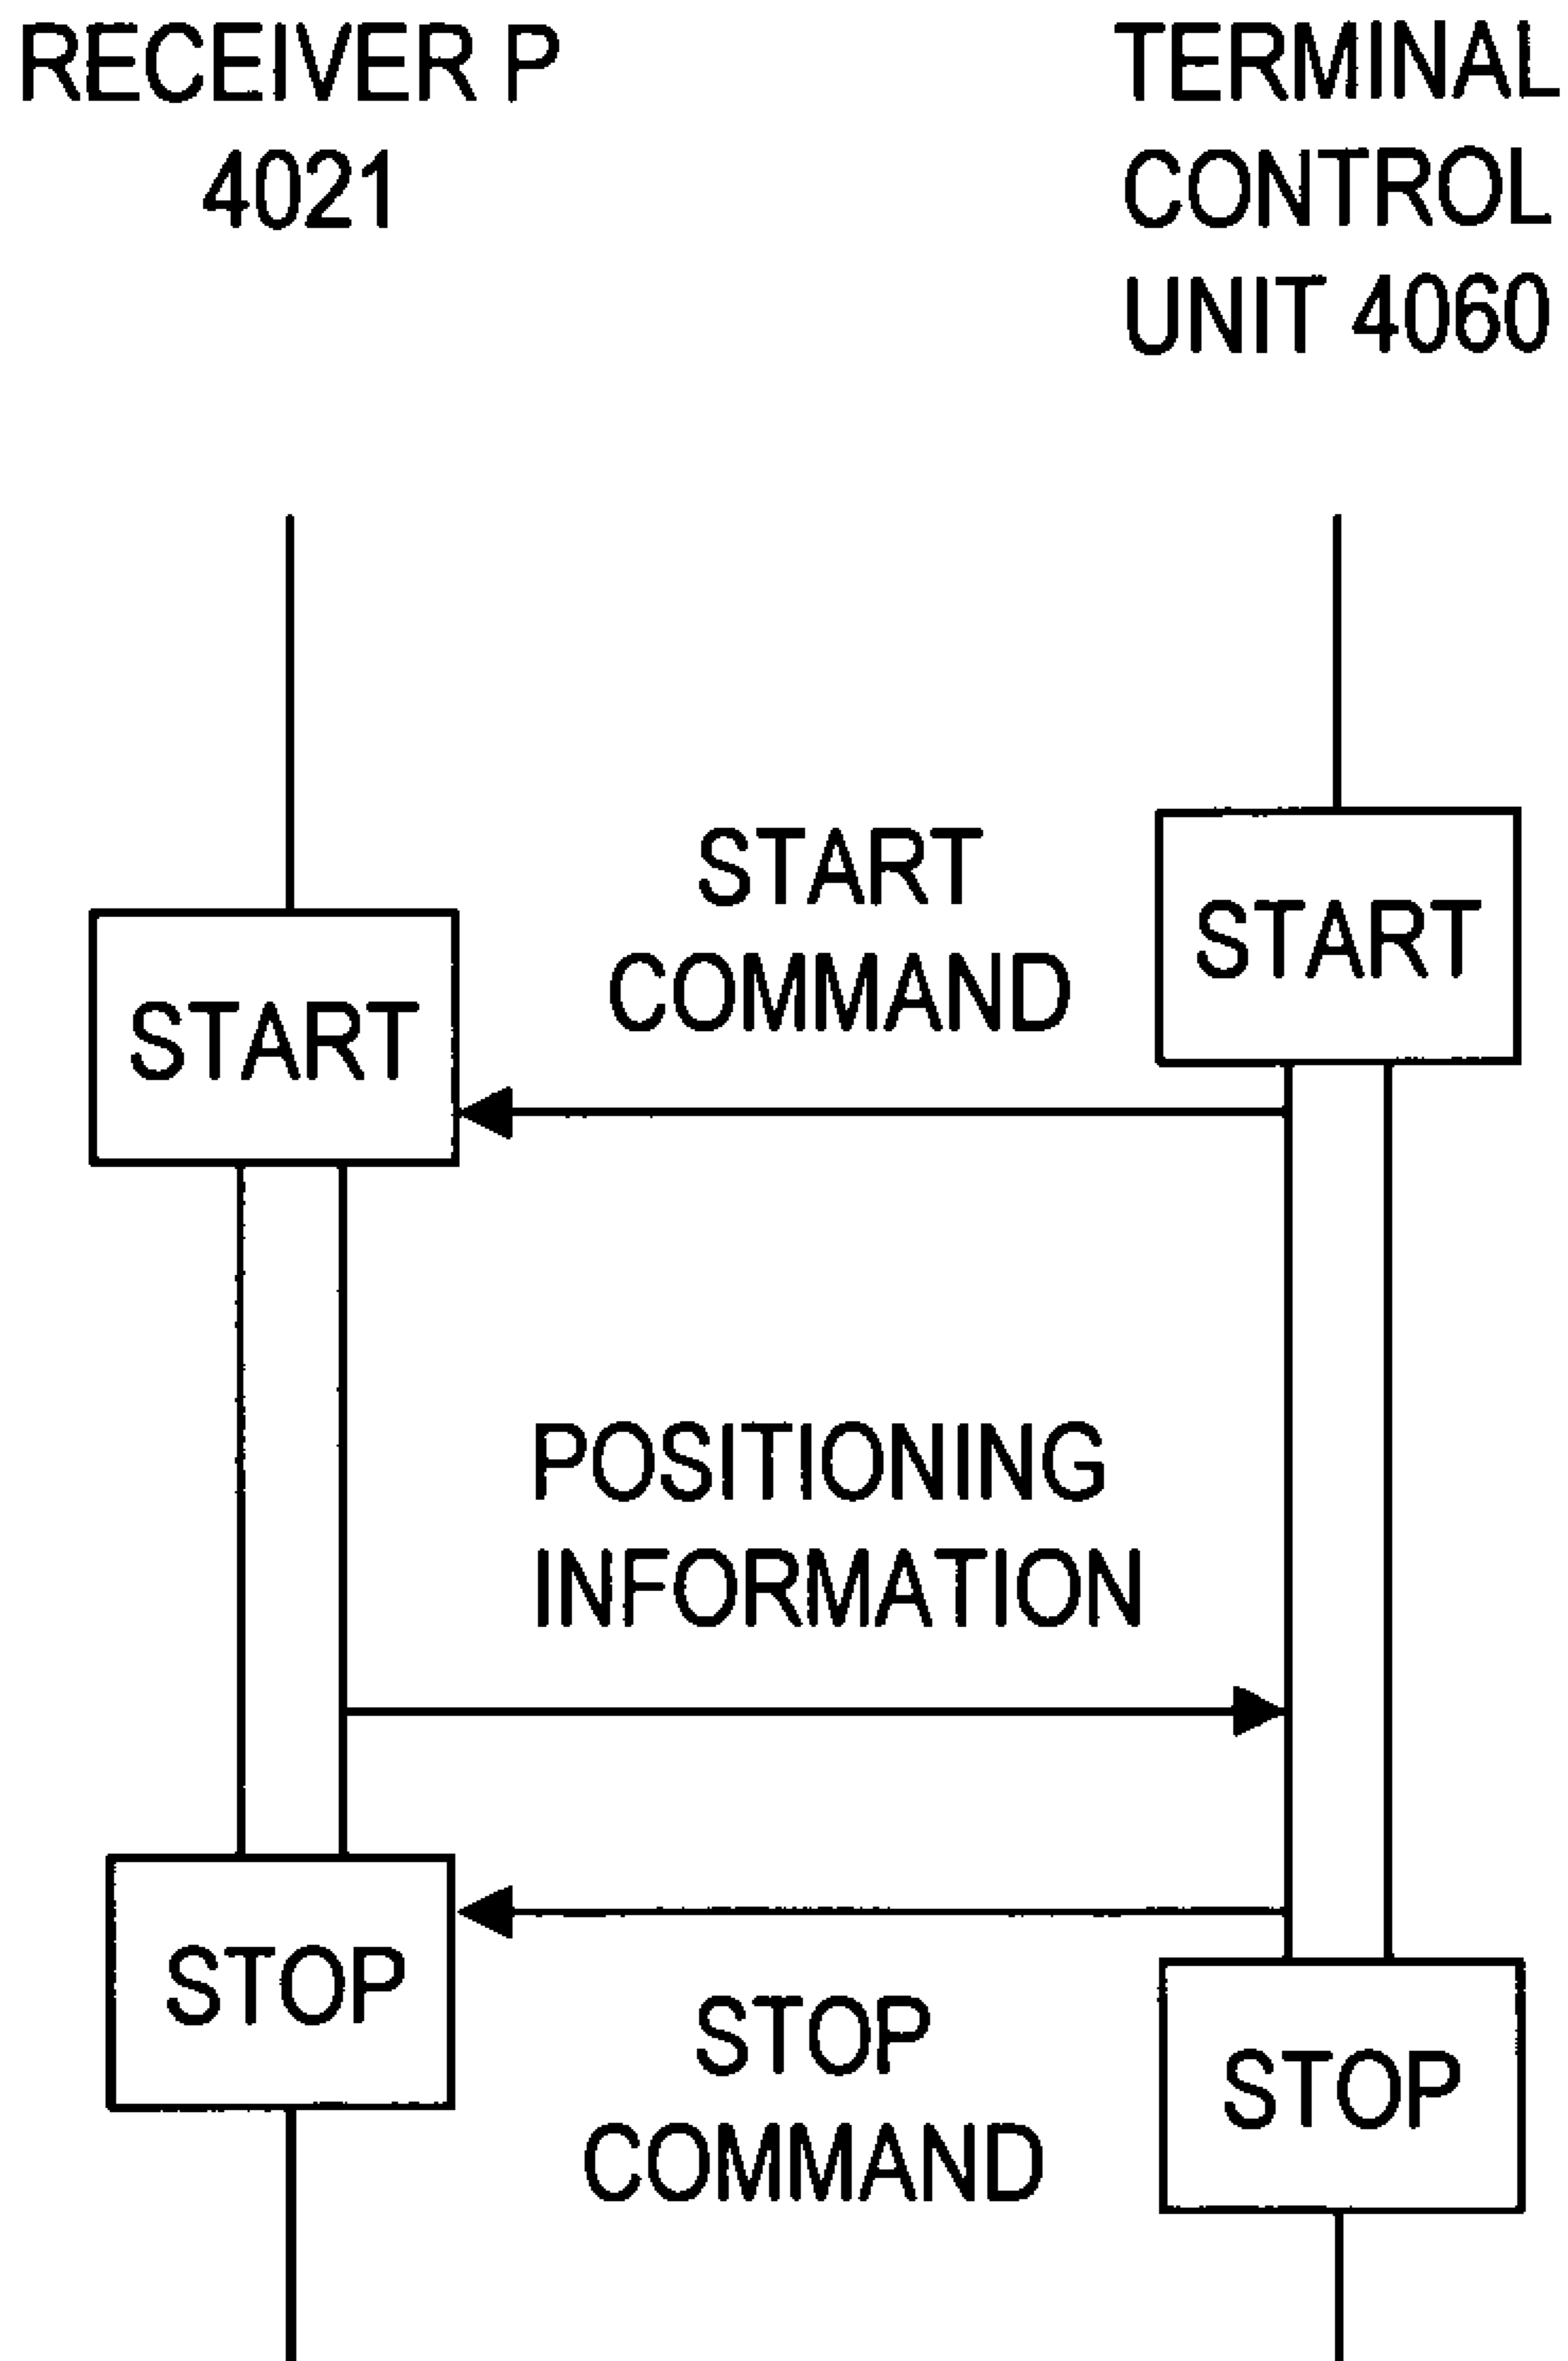 RECEIVER P
4021
TERMINAL
CONTROL
UNIT 4060
START
COMMAND
START
START
POSITIONING
INFORMATION
STOP
STOP
COMMAND
STOP